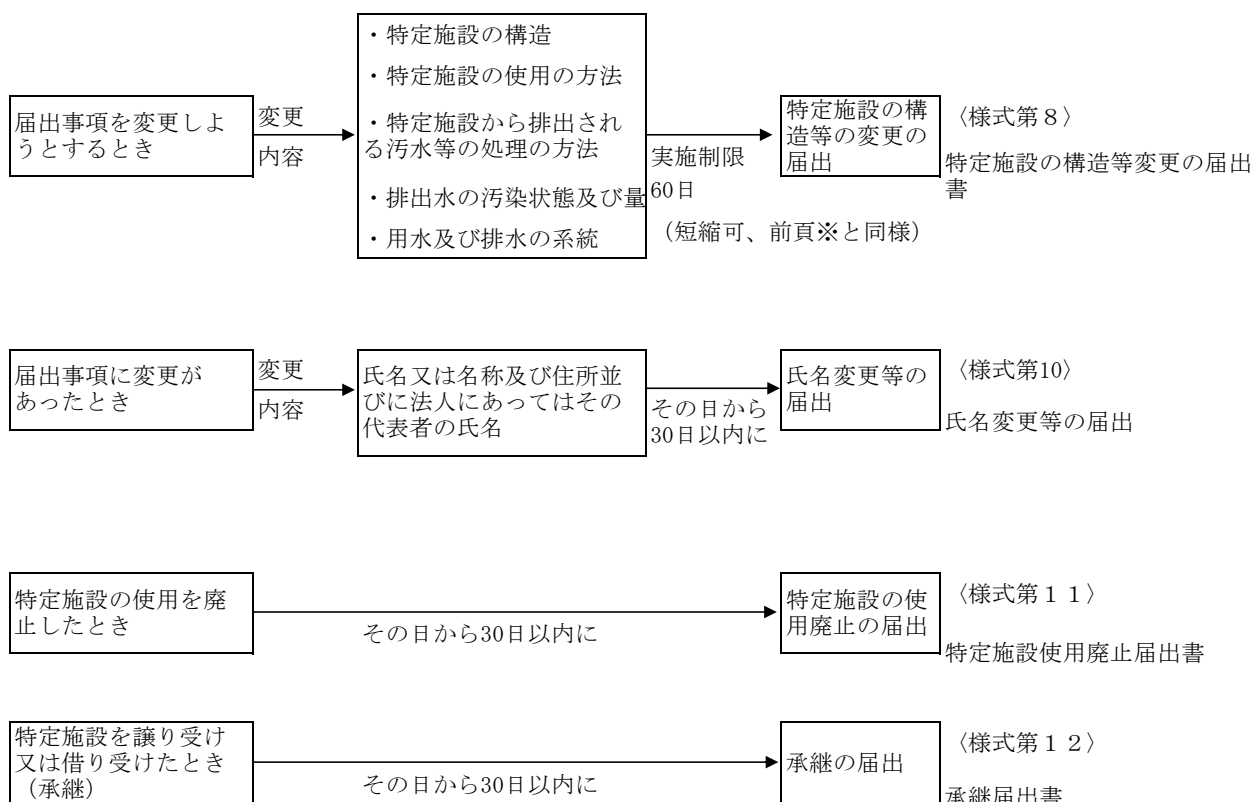 届出事項を変更しよ
うとするとき
変更
内容
・特定施設の構造
・特定施設の使用の方法
・特定施設から排出され
る汚水等の処理の方法
・排出水の汚染状態及び量
・用水及び排水の系統
実施制限
60日
（短縮可、前頁※と同様）
特定施設の構
造等の変更の
届出
〈様式第８〉
特定施設の構造等変更の届出
書
届出事項に変更が
あったとき
変更
内容
氏名又は名称及び住所並
びに法人にあってはその
代表者の氏名
その日から
30日以内に
氏名変更等の
届出
〈様式第10〉
氏名変更等の届出
特定施設の使用を廃
止したとき
その日から30日以内に
特定施設の使
用廃止の届出
〈様式第１１〉
特定施設使用廃止届出書
特定施設を譲り受け
又は借り受けたとき
（承継）
その日から30日以内に
承継の届出
〈様式第１２〉
承継届出書